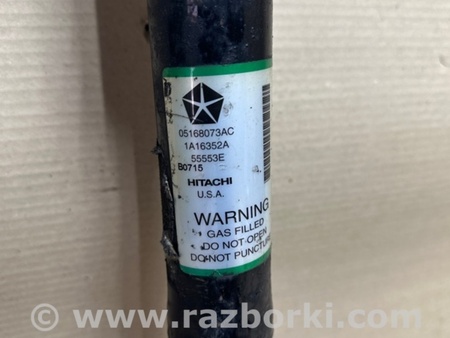 05168073AC
1A16352A
55553E
B0715
HITACHI
U.S.A.
WARNING
GAS FILLED
DO NOT OPEN
DO NOT PUNCTURE
© www.razborki.com